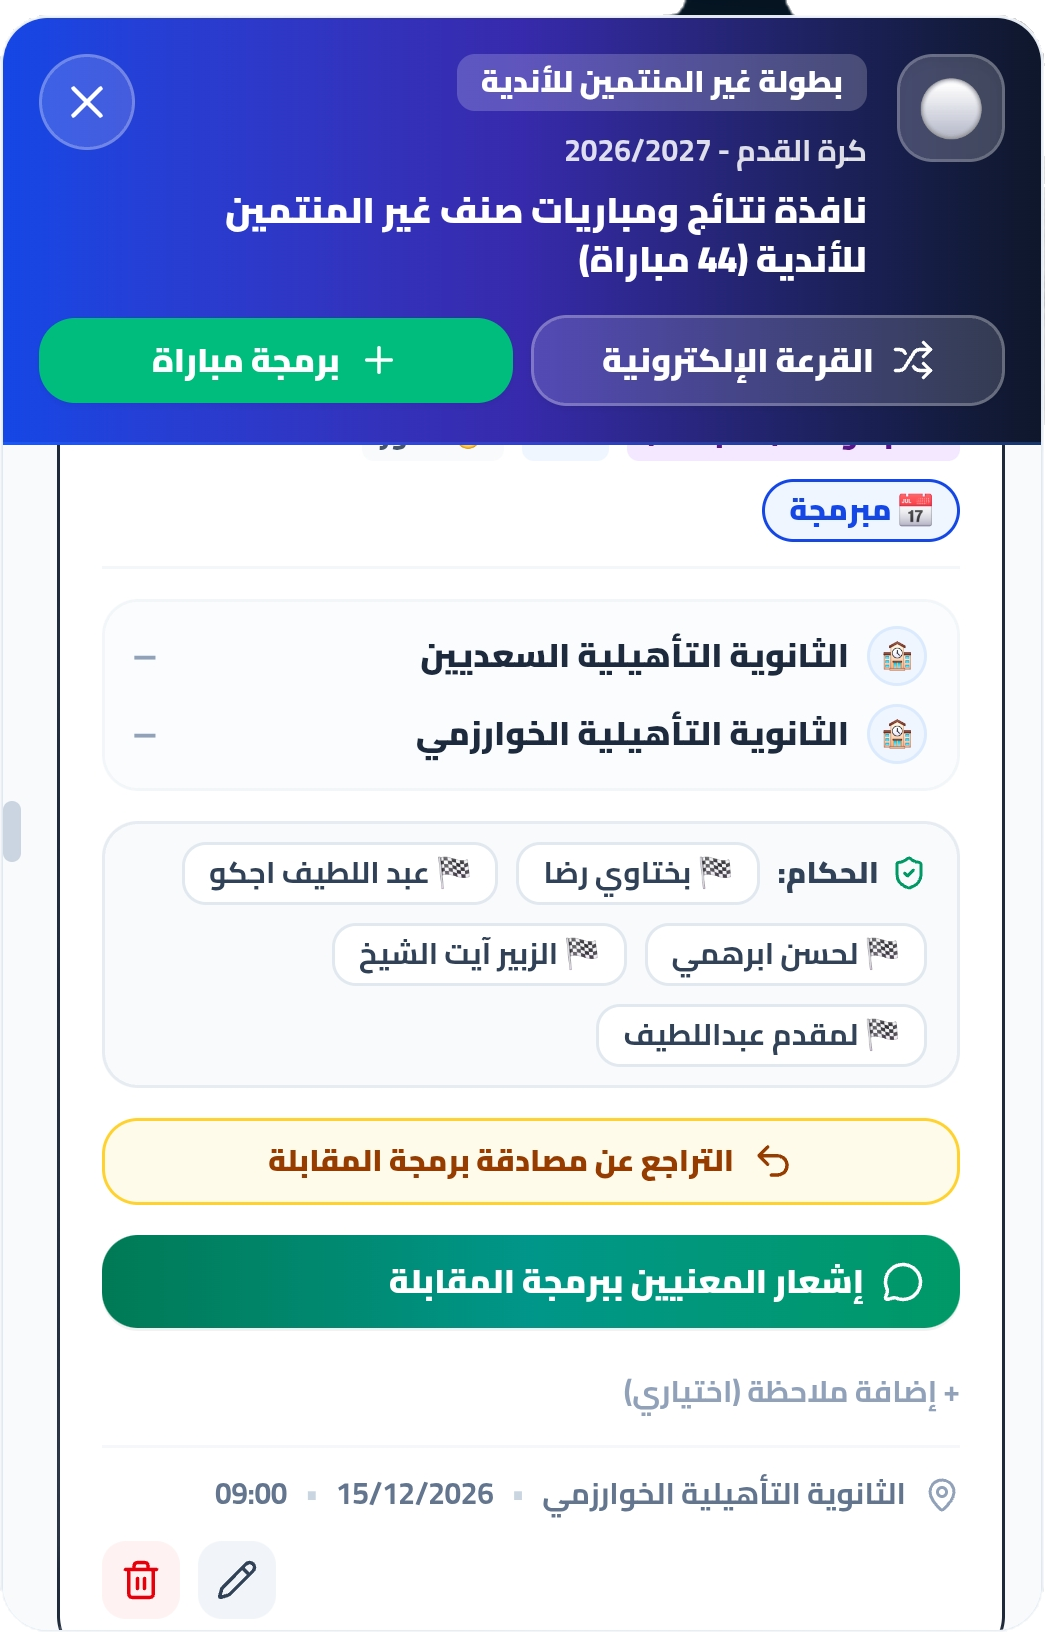 بطولة غير المنتمين للأندية
كرة القدم - 2026/2027
نافذة نتائج ومباريات صنف غير المنتمين
للأندية (44 مباراة)
القرعة الإلكترونية
برمجة مباراة
مبرمجة
الثانوية التأهيلية السعديين –
الثانوية التأهيلية الخوارزمي –
الحكام: بختاوي رضا عبد اللطيف اجكو
لحسن ابرهمي الزبير آيت الشيخ
لمقدم عبداللطيف
التراجع عن مصادقة برمجة المقابلة
إشعار المعنيين ببرمجة المقابلة
+ إضافة ملاحظة (اختياري)
الثانوية التأهيلية الخوارزمي ▪ 15/12/2026 ▪ 09:00